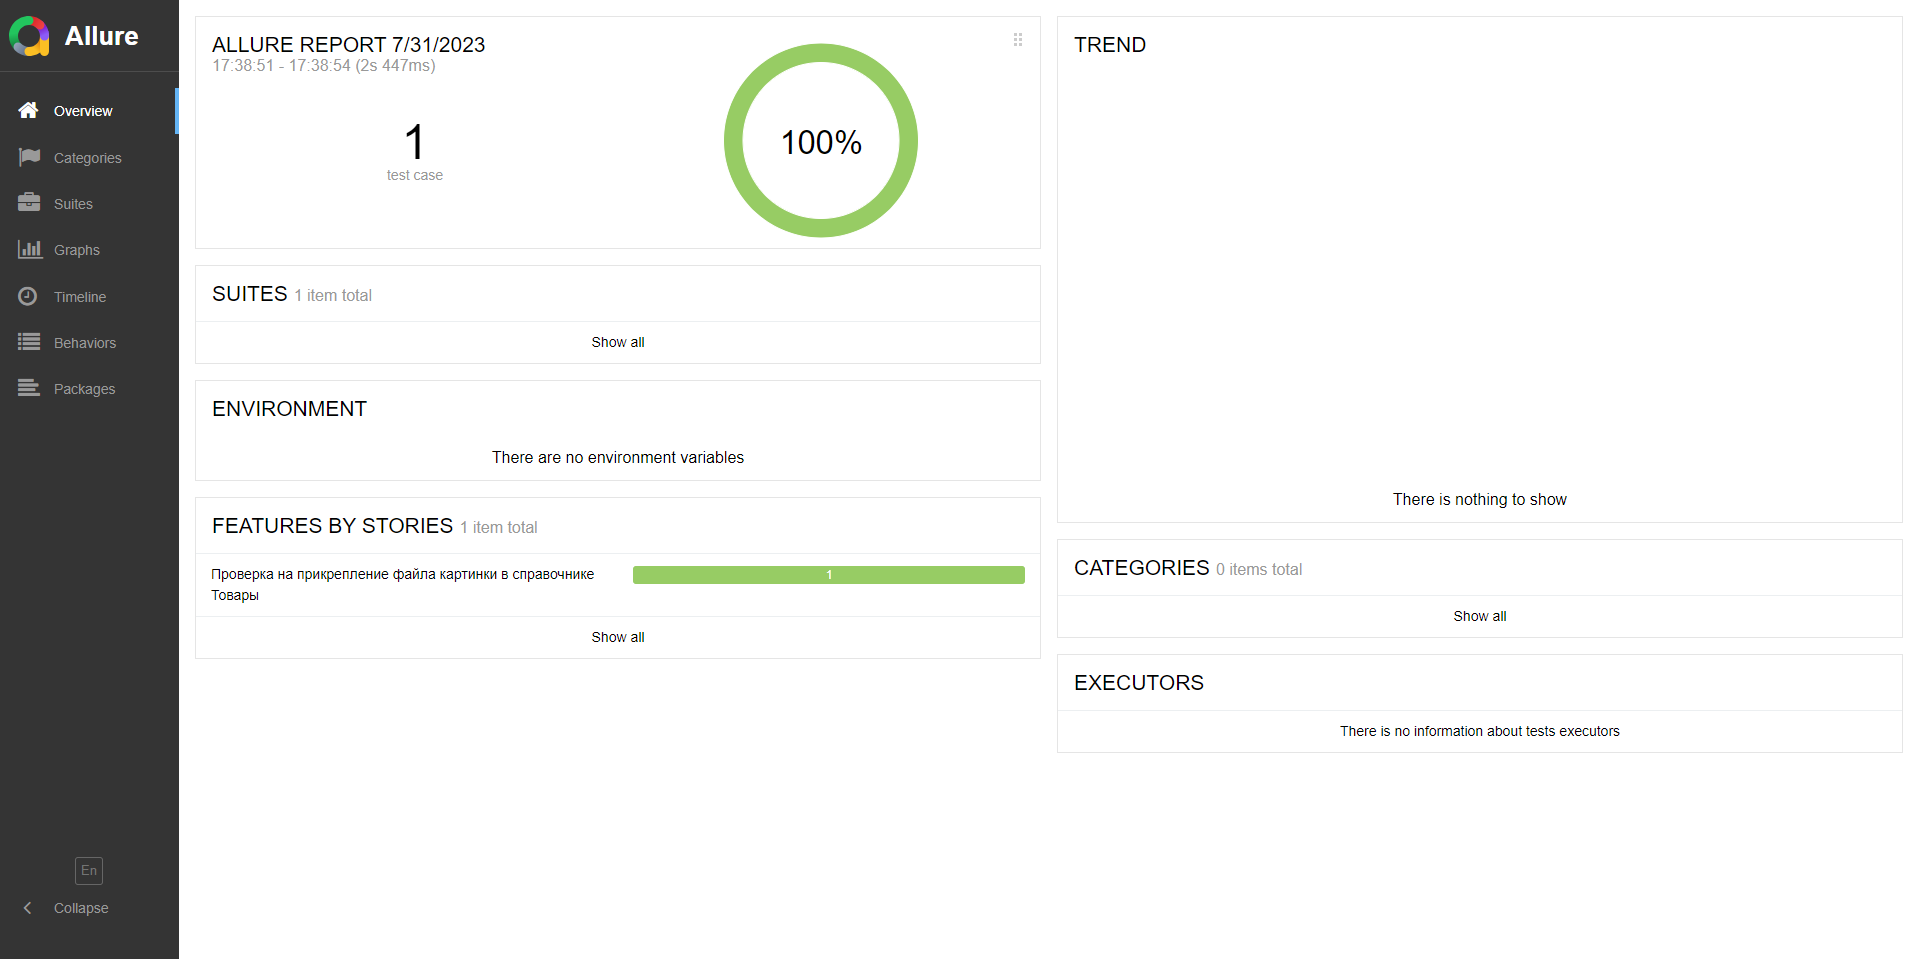 Allure
Overview
Categories
Suites
Graphs
Timeline
Behaviors
Packages
En
Collapse
ALLURE REPORT 7/31/2023
17:38:51 - 17:38:54 (2s 447ms)
1
test case
100%
SUITES 1 item total
Show all
ENVIRONMENT
There are no environment variables
FEATURES BY STORIES 1 item total
Проверка на прикрепление файла картинки в справочнике
Товары
1
Show all
TREND
There is nothing to show
CATEGORIES 0 items total
Show all
EXECUTORS
There is no information about tests executors